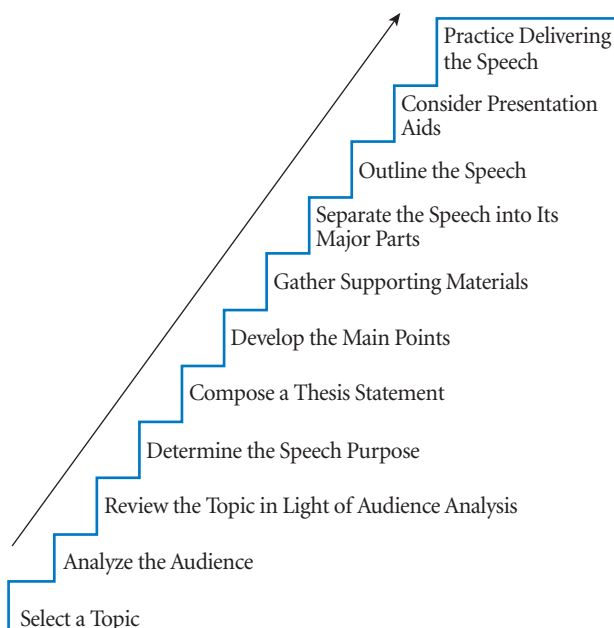 Practice Delivering
the Speech
Consider Presentation
Aids
Outline the Speech
Separate the Speech into Its
Major Parts
Gather Supporting Materials
Develop the Main Points
Compose a Thesis Statement
Determine the Speech Purpose
Review the Topic in Light of Audience Analysis
Analyze the Audience
Select a Topic